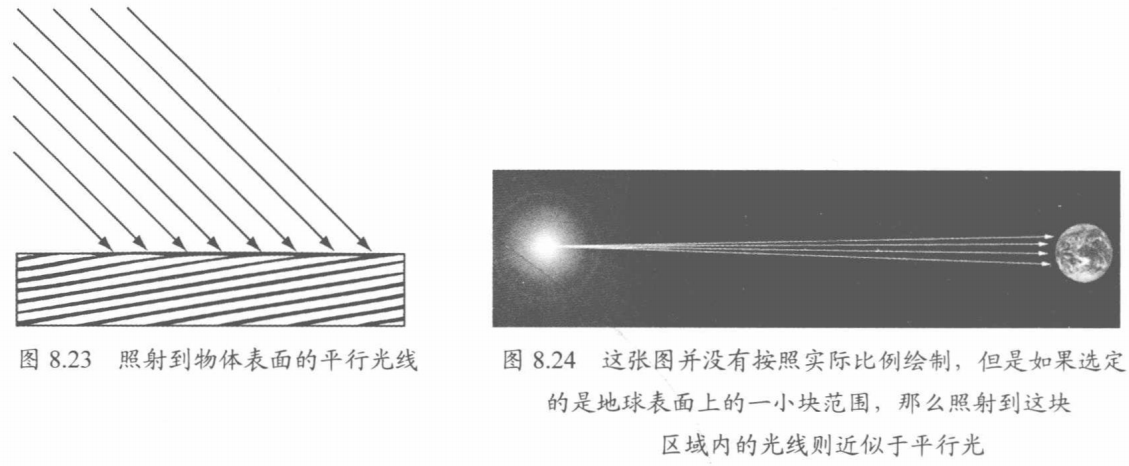 图 8.23 照射到物体表面的平行光线
图 8.24 这张图并没有按照实际比例绘制，但是如果选定
的是地球表面上的一小块范围，那么照射到这块
区域内的光线则近似于平行光